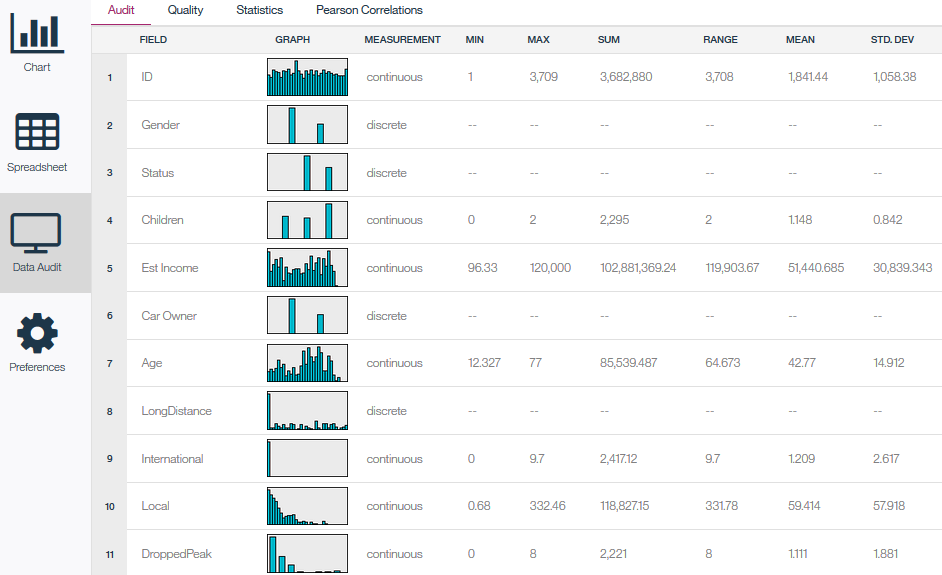 Audit Quality Statistics Pearson Correlations
Chart
Spreadsheet
Data Audit
Preferences
FIELD GRAPH MEASUREMENT MIN MAX SUM RANGE MEAN STD. DEV
1 ID continuous 1 3,709 3,682,880 3,708 1,841.44 1,058.38
2 Gender discrete -- -- -- -- -- --
3 Status discrete -- -- -- -- -- --
4 Children continuous 0 2 2,295 2 1.148 0.842
5 Est Income continuous 96.33 120,000 102,881,369.24 119,903.67 51,440.685 30,839.343
6 Car Owner discrete -- -- -- -- -- --
7 Age continuous 12.327 77 85,539.487 64.673 42.77 14.912
8 LongDistance discrete -- -- -- -- -- --
9 International continuous 0 9.7 2,417.12 9.7 1.209 2.617
10 Local continuous 0.68 332.46 118,827.15 331.78 59.414 57.918
11 DroppedPeak continuous 0 8 2,221 8 1.111 1.881